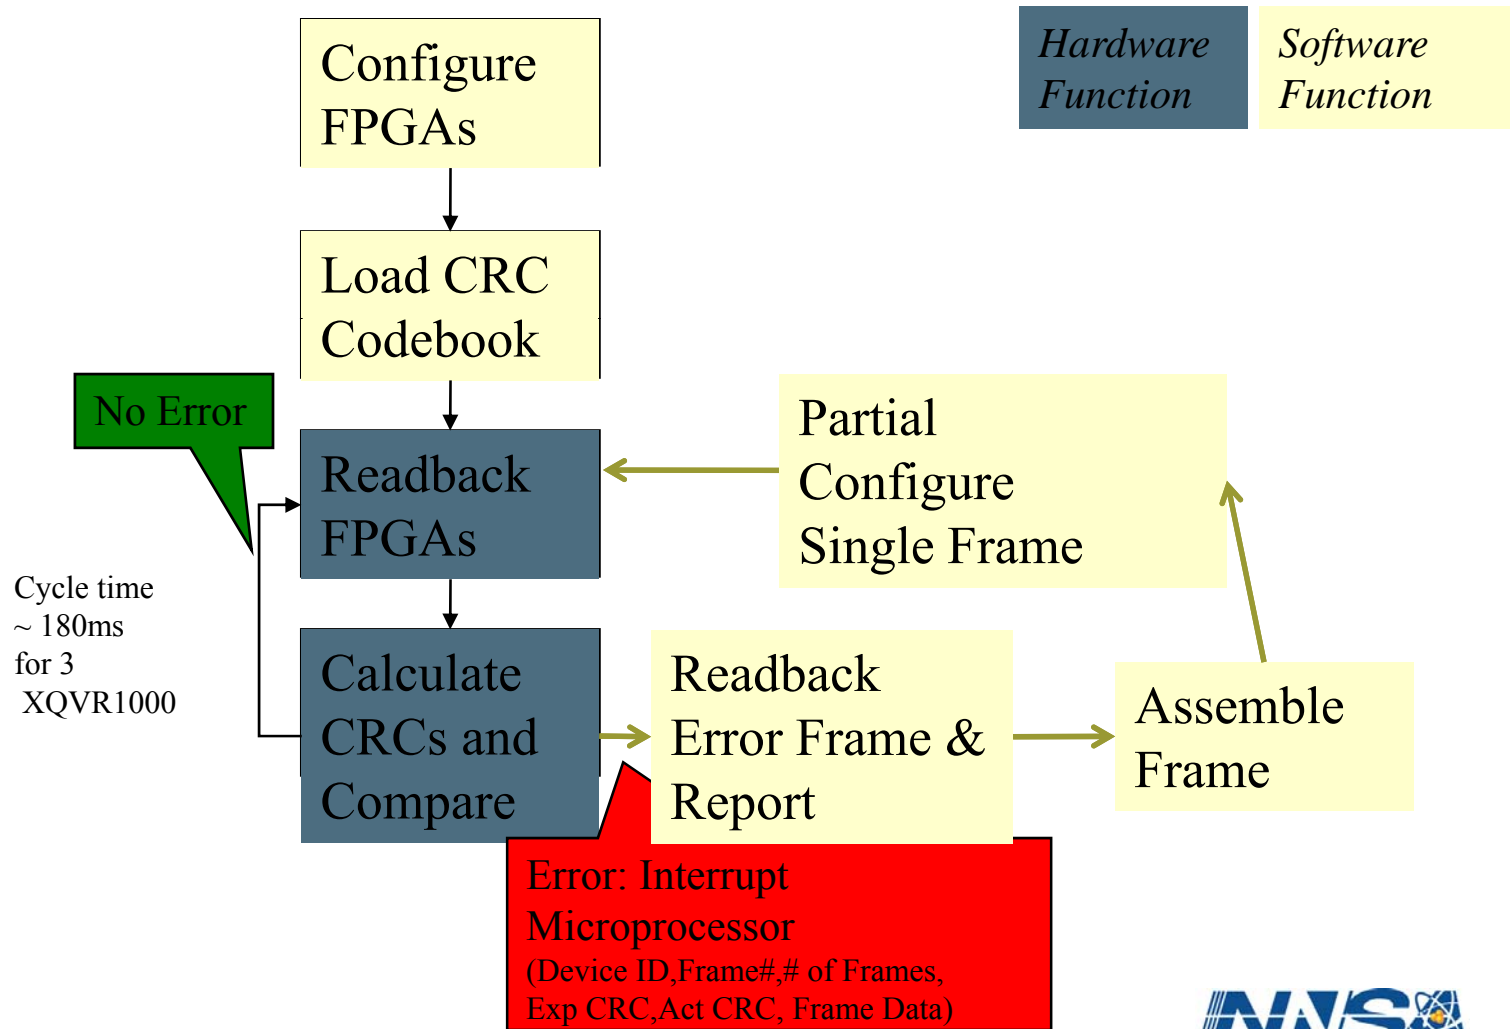 Configure
FPGAs
Hardware
Function
Software
Function
Load CRC
Codebook
No Error
Readback
FPGAs
Partial
Configure
Single Frame
Cycle time
~ 180ms
for 3
XQVR1000
Calculate
CRCs and
Compare
Readback
Error Frame &
Report
Assemble
Frame
Error: Interrupt
Microprocessor
(Device ID,Frame#,# of Frames,
Exp CRC,Act CRC, Frame Data)